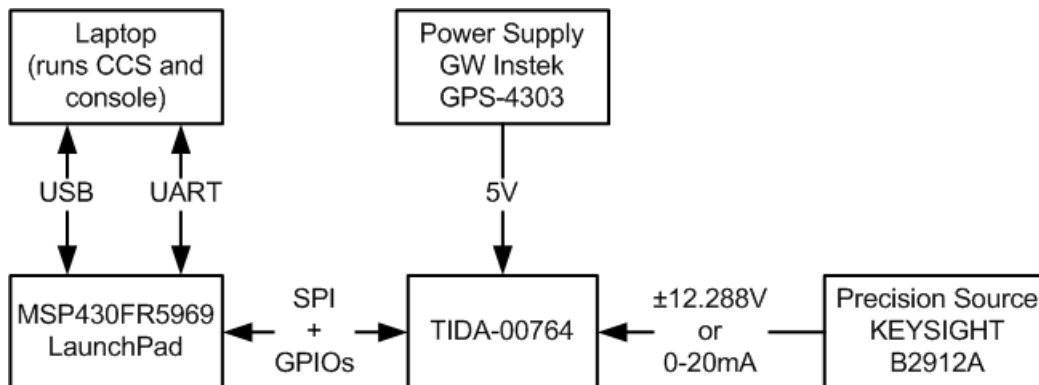 Laptop
(runs CCS and
console)
Power Supply
GW Instek
GPS-4303
USB
UART
5V
MSP430FR5969
LaunchPad
SPI
+
GPIOs
TIDA-00764
±12.288V
or
0-20mA
Precision Source
KEYSIGHT
B2912A